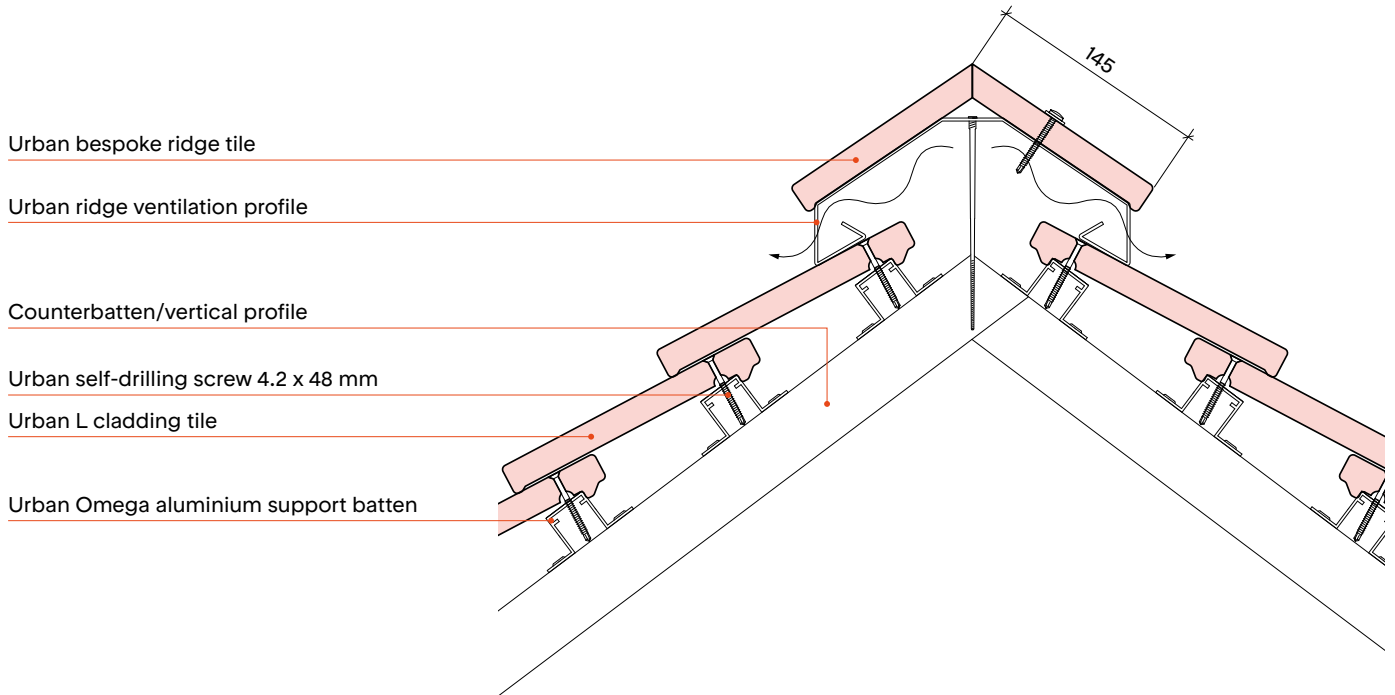 145
Urban bespoke ridge tile
Urban ridge ventilation profile
Counterbatten/vertical profile
Urban self-drilling screw 4.2 x 48 mm
Urban L cladding tile
Urban Omega aluminium support batten